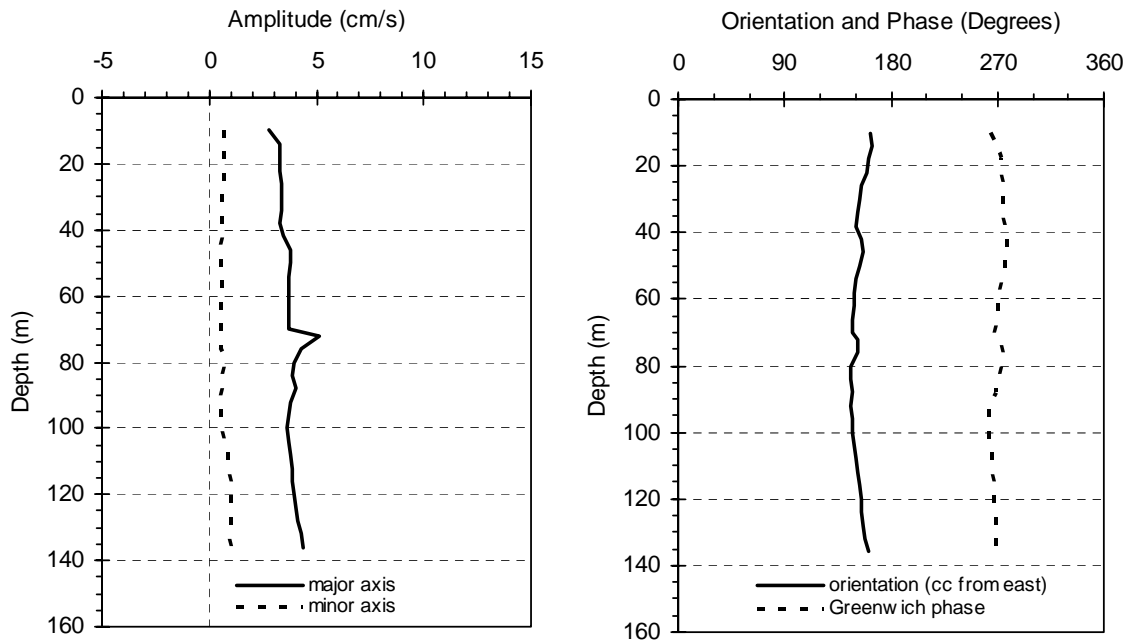 Amplitude (cm/s)
-5 0 5 10 15
0
20
40
60
80
100
120
140
160
Depth (m)
major axis
minor axis
Orientation and Phase (Degrees)
0 90 180 270 360
0
20
40
60
80
100
120
140
160
Depth (m)
orientation (cc from east)
Greenwich phase